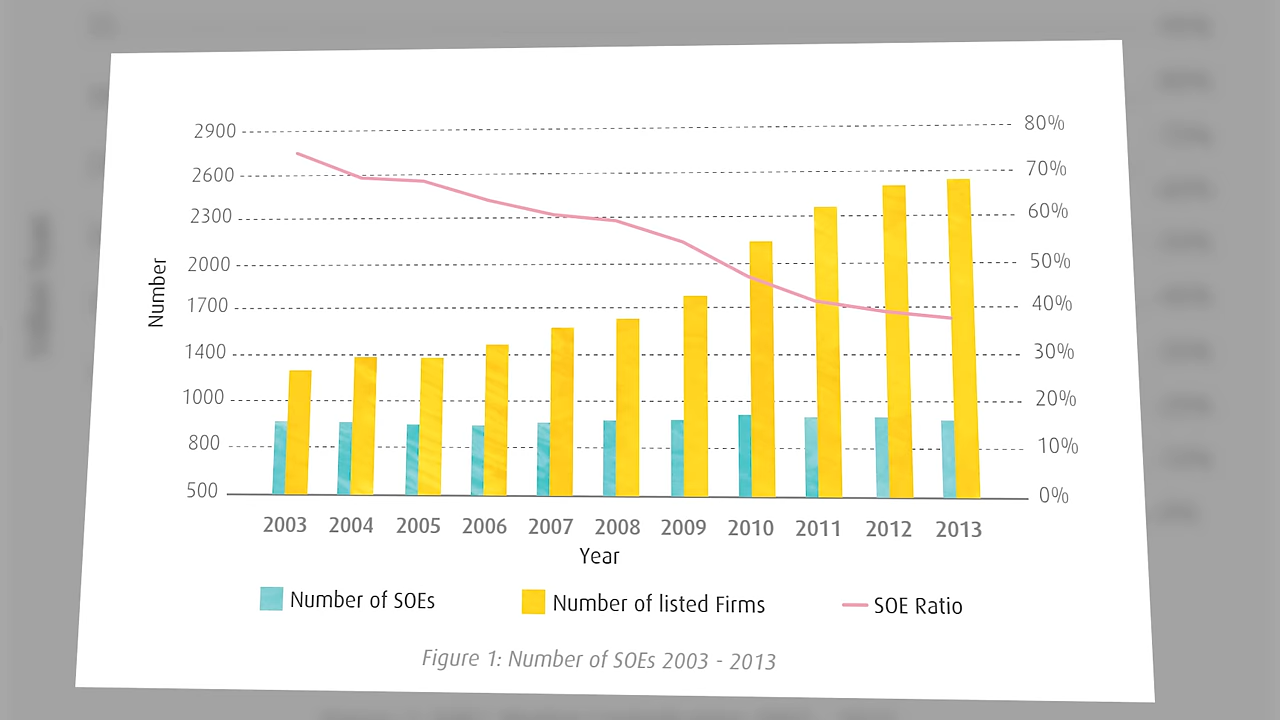 2900
80%
2600
70%
2300
60%
2000
50%
1700
40%
1400
30%
1000
20%
800
10%
500
0%
Number
2003 2004 2005 2006 2007 2008 2009 2010 2011 2012 2013
Year
Number of SOEs
Number of listed Firms
SOE Ratio
Figure 1: Number of SOEs 2003 - 2013